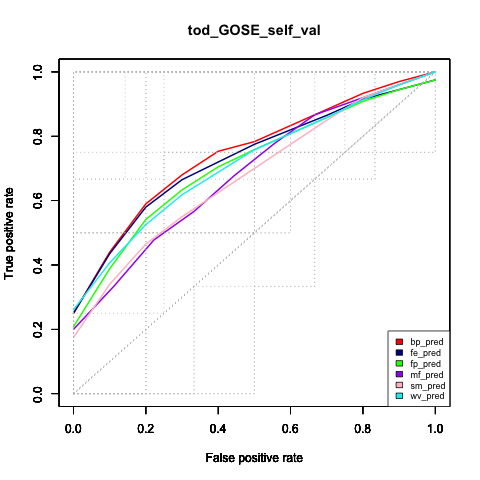 tod_GOSE_self_val
True positive rate
1.0
0.8
0.6
0.4
0.2
0.0
0.0 0.2 0.4 0.6 0.8 1.0
False positive rate
bp_pred
fe_pred
fp_pred
mf_pred
sm_pred
wv_pred